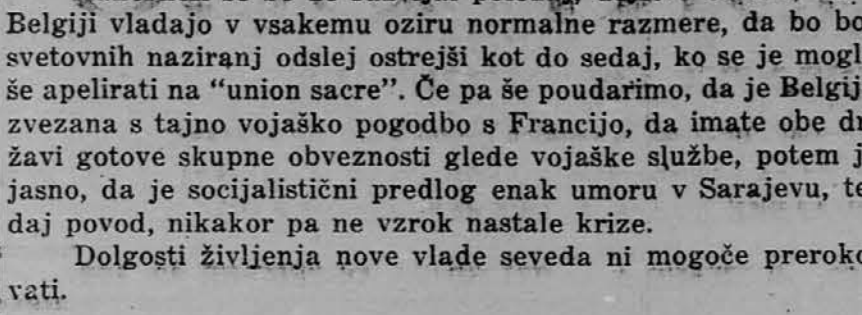 Belgiji vladajo v vsakemu oziru normalne razmere, da bo bo
svetovnih naziranj odslej ostrejši kot do sedaj, ko se je mogl
še apelirati na “union sacre”. Če pa še poudarimo, da je Belgij
zvezana s tajno vojaško pogodbo s Francijo, da imate obe dr
žavi gotove skupne obveznosti glede vojaške službe, potem j
jasno, da je socijalistični predlog enak umoru v Sarajevu, te
daj povod, nikakor pa ne vzrok nastale krize.
Dolgosti življenja nove vlade seveda ni mogoče preroko
vati.